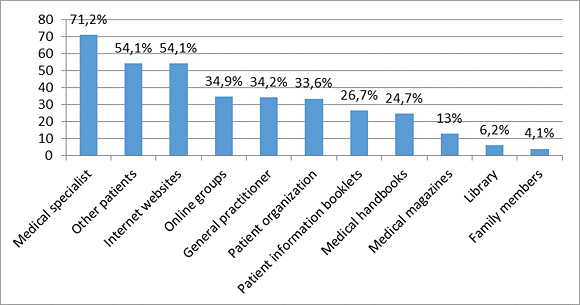 80
70
60
50
40
30
20
10
0
71,2%
54,1%
54,1%
34,9%
34,2%
33,6%
26,7%
24,7%
13%
6,2%
4,1%
Medical specialist
Other patients
Internet websites
Online groups
General practitioner
Patient organization
Patient information booklets
Medical handbooks
Medical magazines
Library
Family members